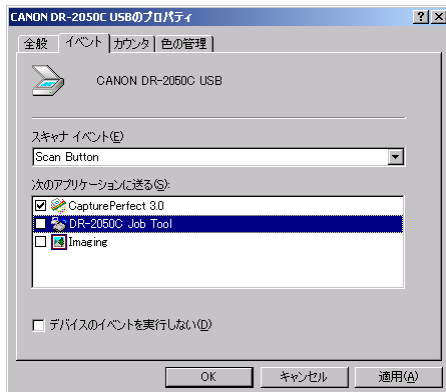 CANON DR-2050C USBのプロパティ
全般 イベント カウンタ 色の管理
CANON DR-2050C USB
スキャナ イベント(E)
Scan Button
次のアプリケーションに送る(S):
CapturePerfect 3.0
DR-2050C Job Tool
Imaging
デバイスのイベントを実行しない(D)
OK キャンセル 適用(A)